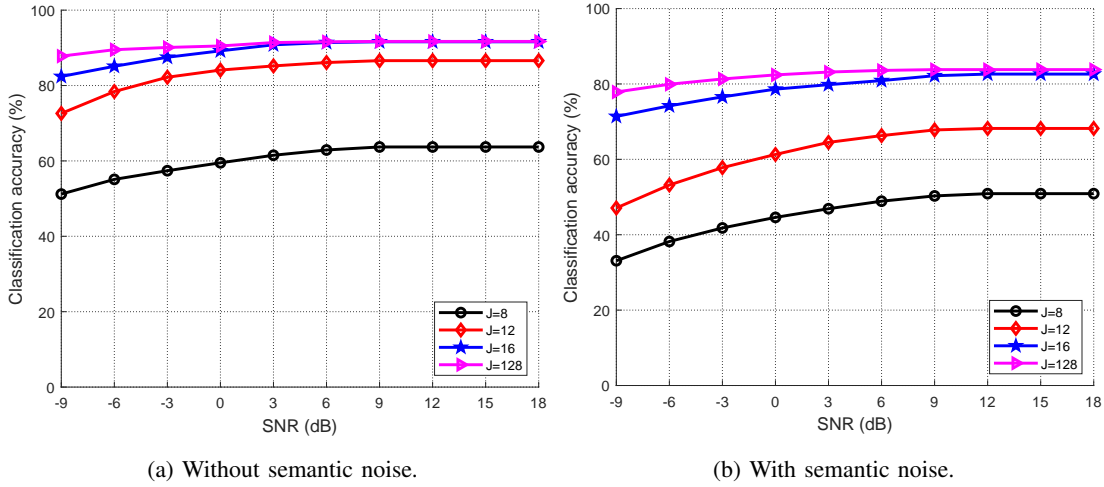 100
80
60
40
20
0
Classification accuracy (%)
-9 -6 -3 0 3 6 9 12 15 18
SNR (dB)
J=8
J=12
J=16
J=128
(a) Without semantic noise.
100
80
60
40
20
0
Classification accuracy (%)
-9 -6 -3 0 3 6 9 12 15 18
SNR (dB)
J=8
J=12
J=16
J=128
(b) With semantic noise.